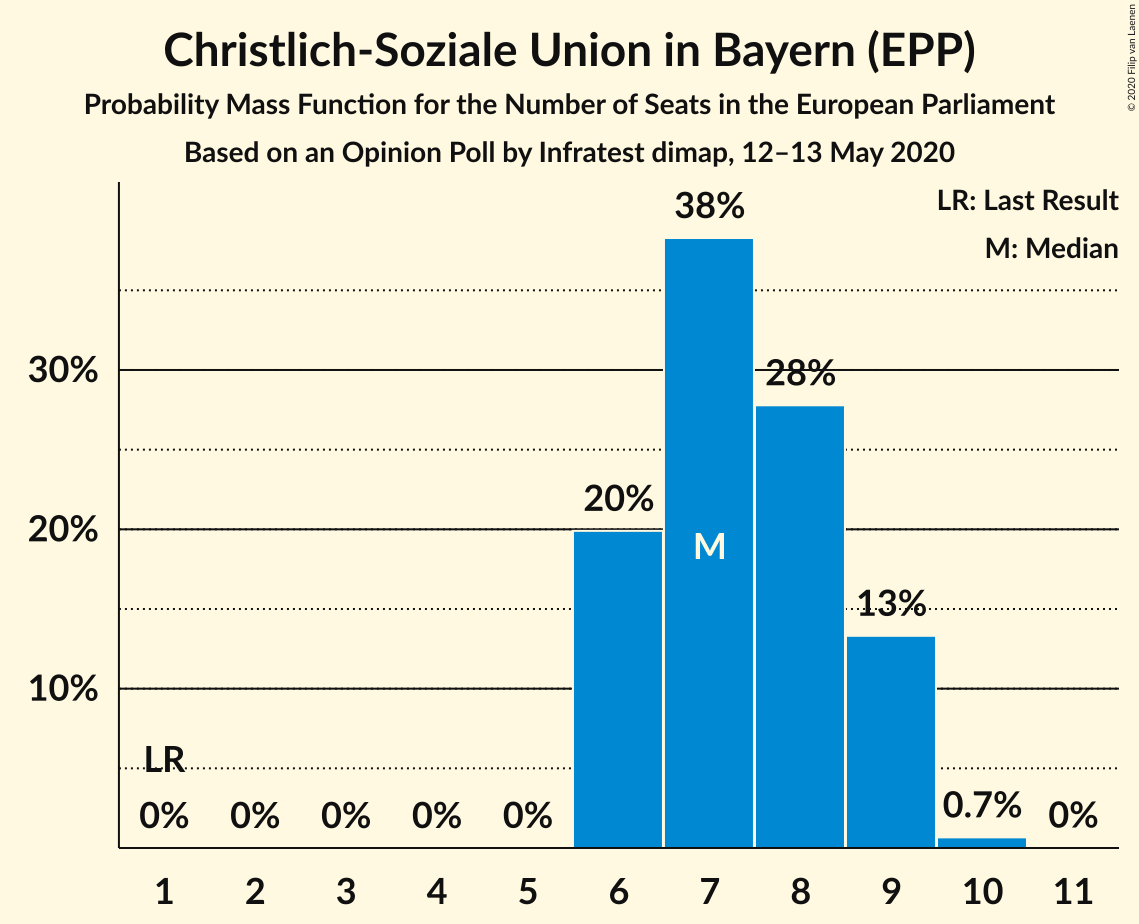 Christlich-Soziale Union in Bayern (EPP)
Probability Mass Function for the Number of Seats in the European Parliament
Based on an Opinion Poll by Infratest dimap, 12–13 May 2020
© 2020 Filip van Laenen
LR: Last Result
M: Median
38%
30%
28%
20%
20%
M
13%
10%
LR
0%
0%
0%
0%
0%
0.7%
0%
1 2 3 4 5 6 7 8 9 10 11